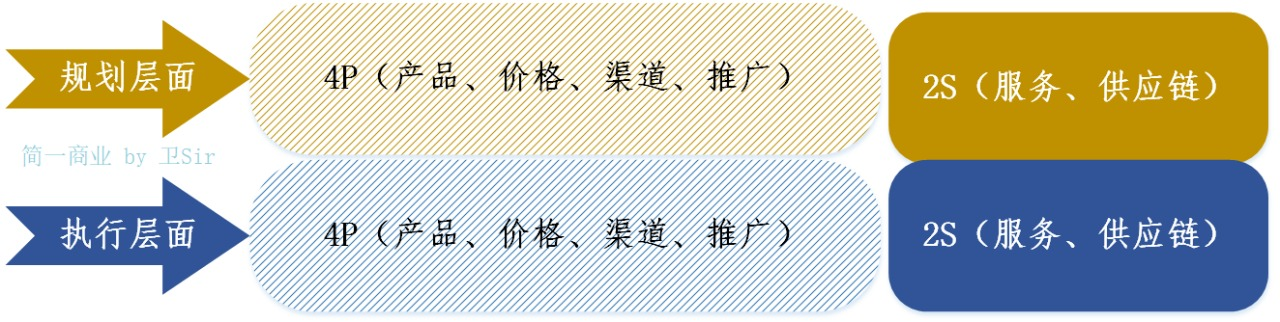 规划层面
4P（产品、价格、渠道、推广）
2S（服务、供应链）
简一商业 by 卫Sir
执行层面
4P（产品、价格、渠道、推广）
2S（服务、供应链）